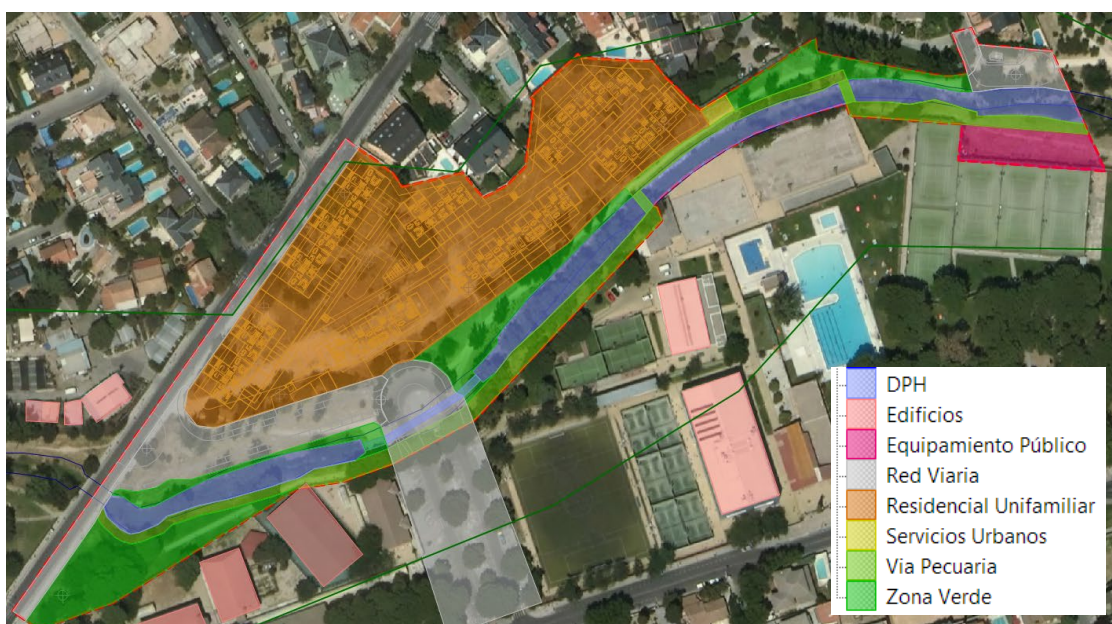 DPH
Edificios
Equipamiento Público
Red Viaria
Residencial Unifamiliar
Servicios Urbanos
Via Pecuaria
Zona Verde